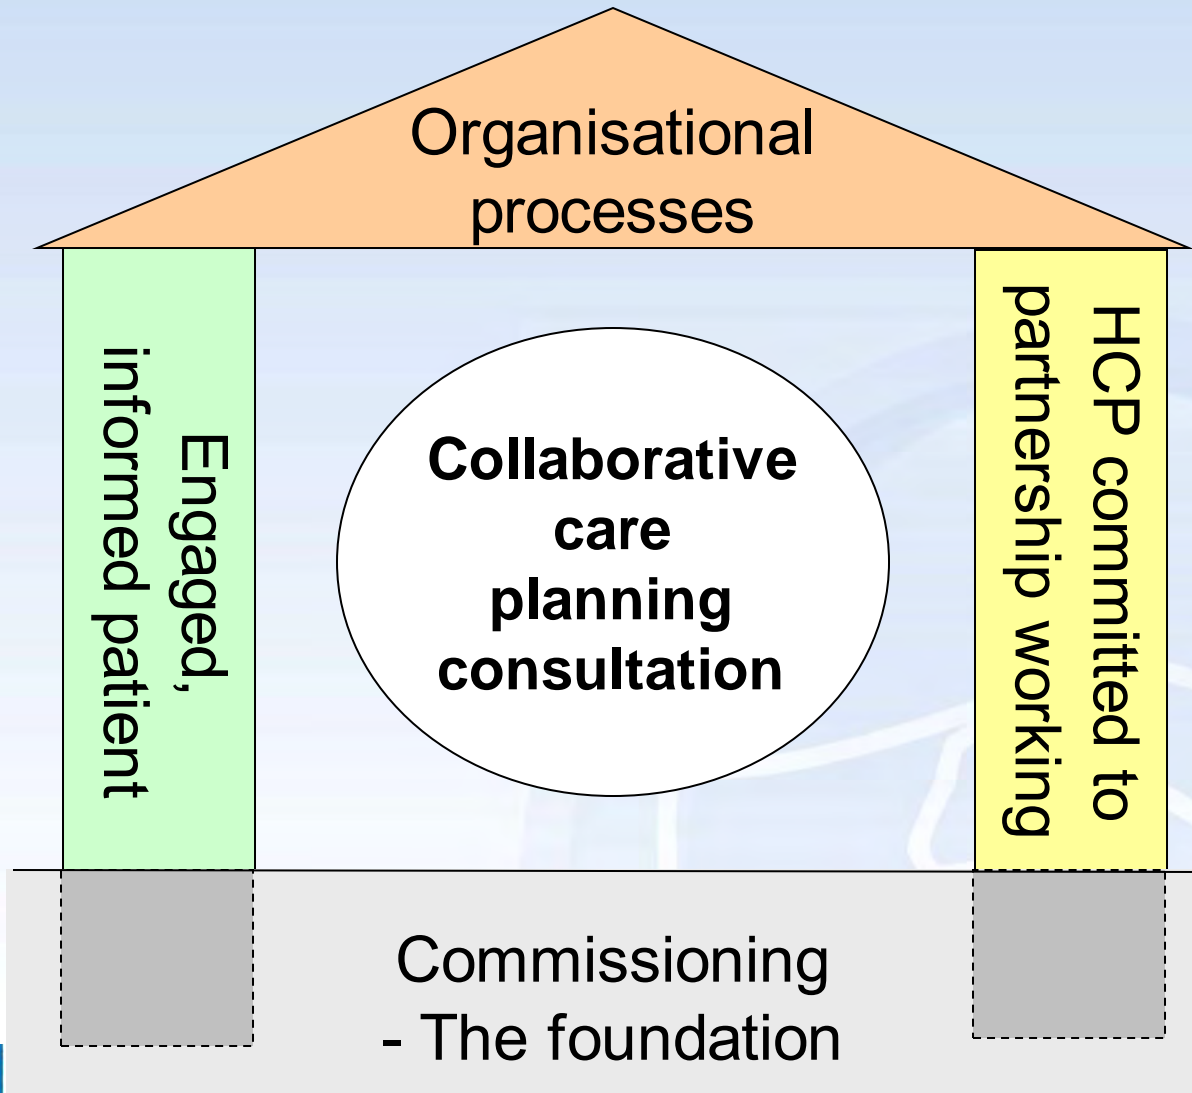 Organisational
processes
Engaged,
informed patient
Collaborative
care
planning
consultation
HCP committed to
partnership working
Commissioning
- The foundation